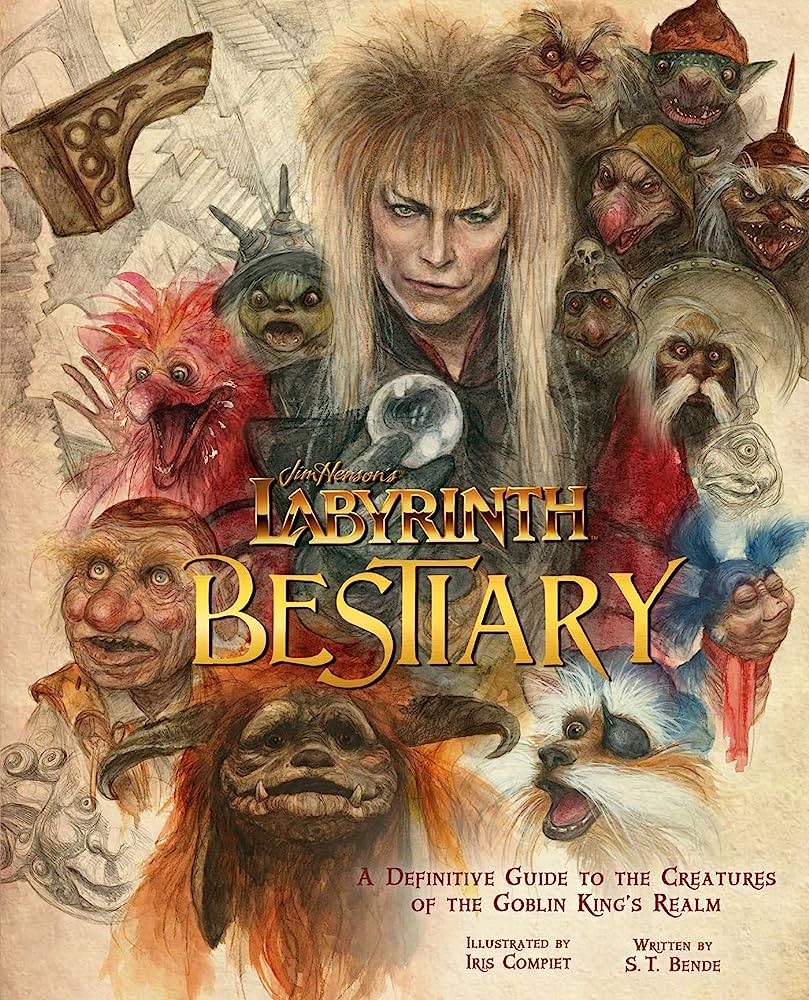 Jim Henson's
LABYRINTH™
BESTIARY
A DEFINITIVE GUIDE TO THE CREATURES
OF THE GOBLIN KING'S REALM
ILLUSTRATED BY
IRIS COMPIET
WRITTEN BY
S. T. BENDE